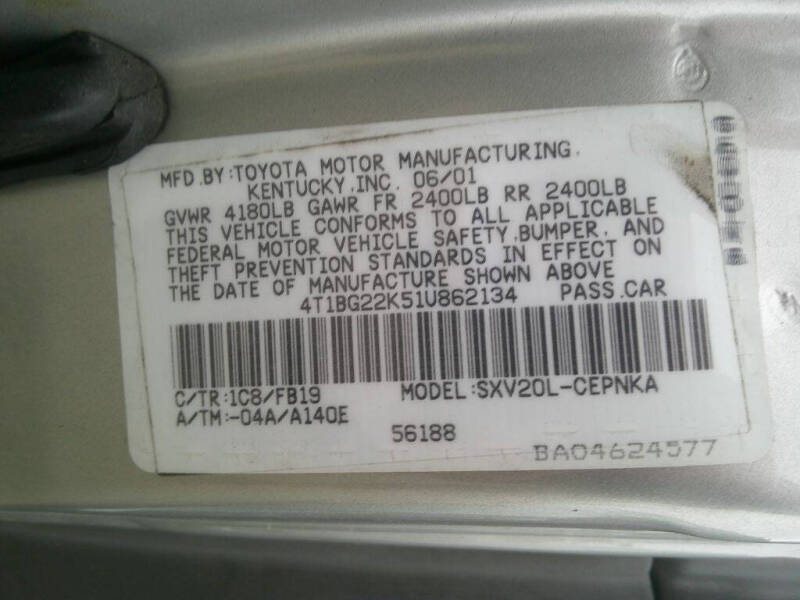 MFD.BY:TOYOTA MOTOR MANUFACTURING,
KENTUCKY,INC. 06/01
GVWR 4180LB GAWR FR 2400LB RR 2400LB
THIS VEHICLE CONFORMS TO ALL APPLICABLE
FEDERAL MOTOR VEHICLE SAFETY,BUMPER, AND
THEFT PREVENTION STANDARDS IN EFFECT ON
THE DATE OF MANUFACTURE SHOWN ABOVE
4T1BG22K51U862134 PASS.CAR
C/TR:1C8/FB19 MODEL:SXV20L-CEPNKA
A/TM:-04A/A140E
56188
BA04624577